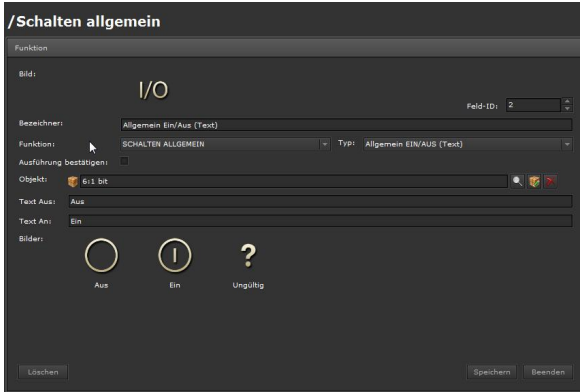 /Schalten allgemein
Funktion
Bild:
I/O
Feld-ID: 2
Bezeichner: Allgemein Ein/Aus (Text)
Funktion: SCHALTEN ALLGEMEIN Typ: Allgemein EIN/AUS (Text)
Ausführung bestätigen:
Objekt: 6:1 bit
Text Aus: Aus
Text An: Ein
Bilder:
?
Aus Ein Ungültig
Löschen Speichern Beenden